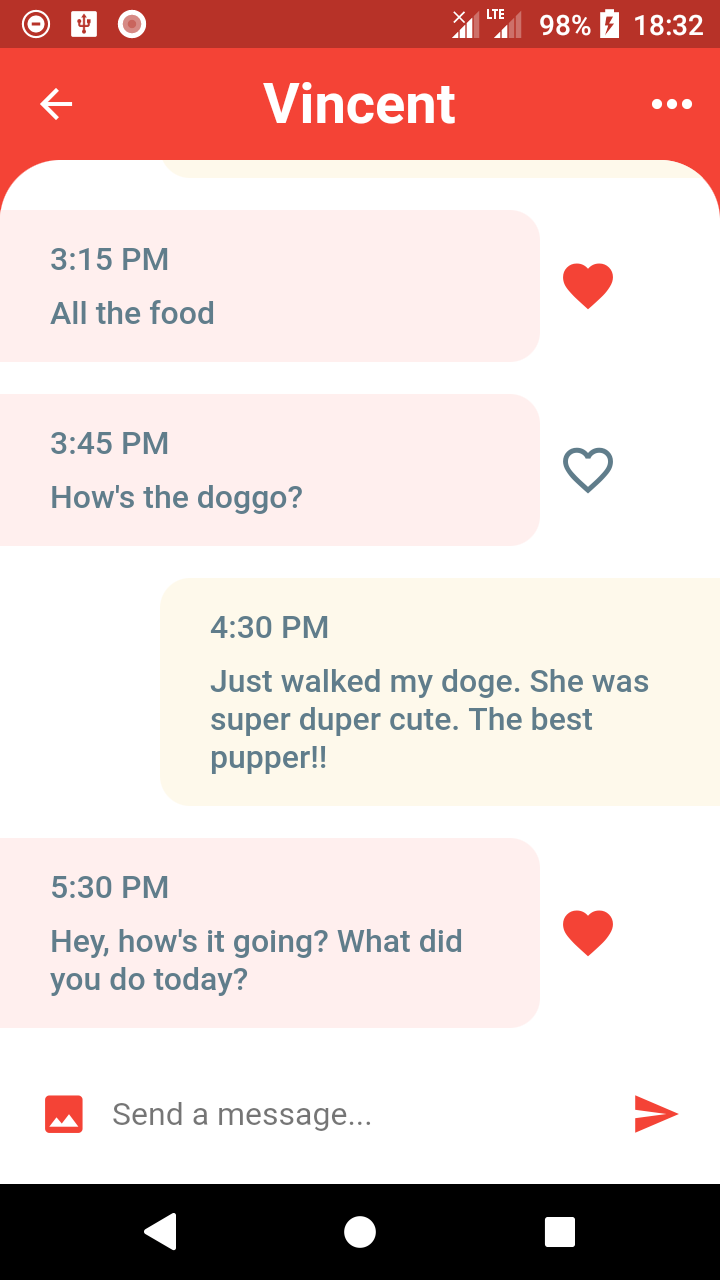 LTE 98% 18:32
Vincent
3:15 PM
All the food
3:45 PM
How's the doggo?
4:30 PM
Just walked my doge. She was
super duper cute. The best
pupper!!
5:30 PM
Hey, how's it going? What did
you do today?
Send a message...